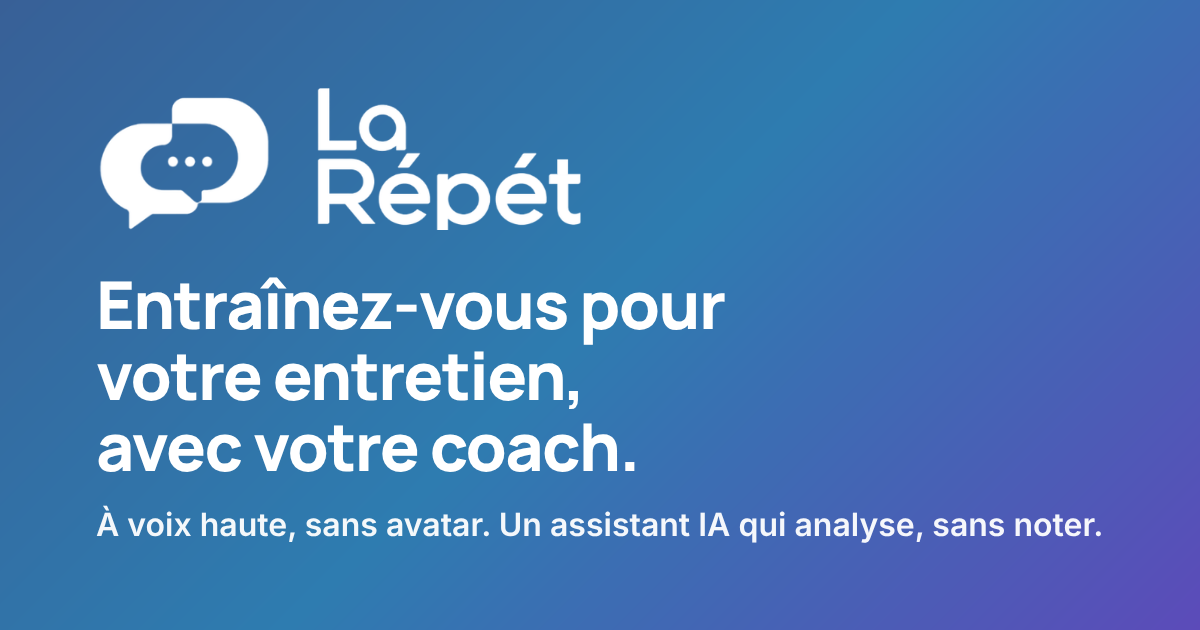 La
Répét
Entraînez-vous pour
votre entretien,
avec votre coach.
À voix haute, sans avatar. Un assistant IA qui analyse, sans noter.